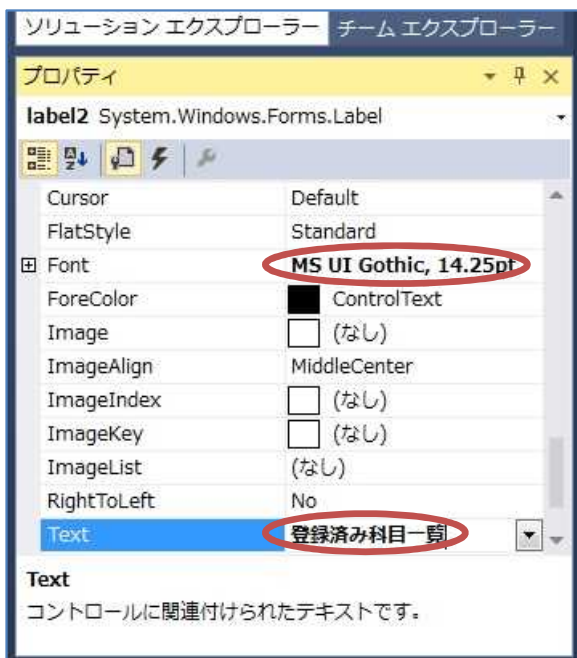 ソリューション エクスプローラー チーム エクスプローラー
プロパティ
label2 System.Windows.Forms.Label
Cursor Default
FlatStyle Standard
Font MS UI Gothic, 14.25pt
ForeColor ControlText
Image (なし)
ImageAlign MiddleCenter
ImageIndex (なし)
ImageKey (なし)
ImageList (なし)
RightToLeft No
Text 登録済み科目一覧
Text
コントロールに関連付けられたテキストです。